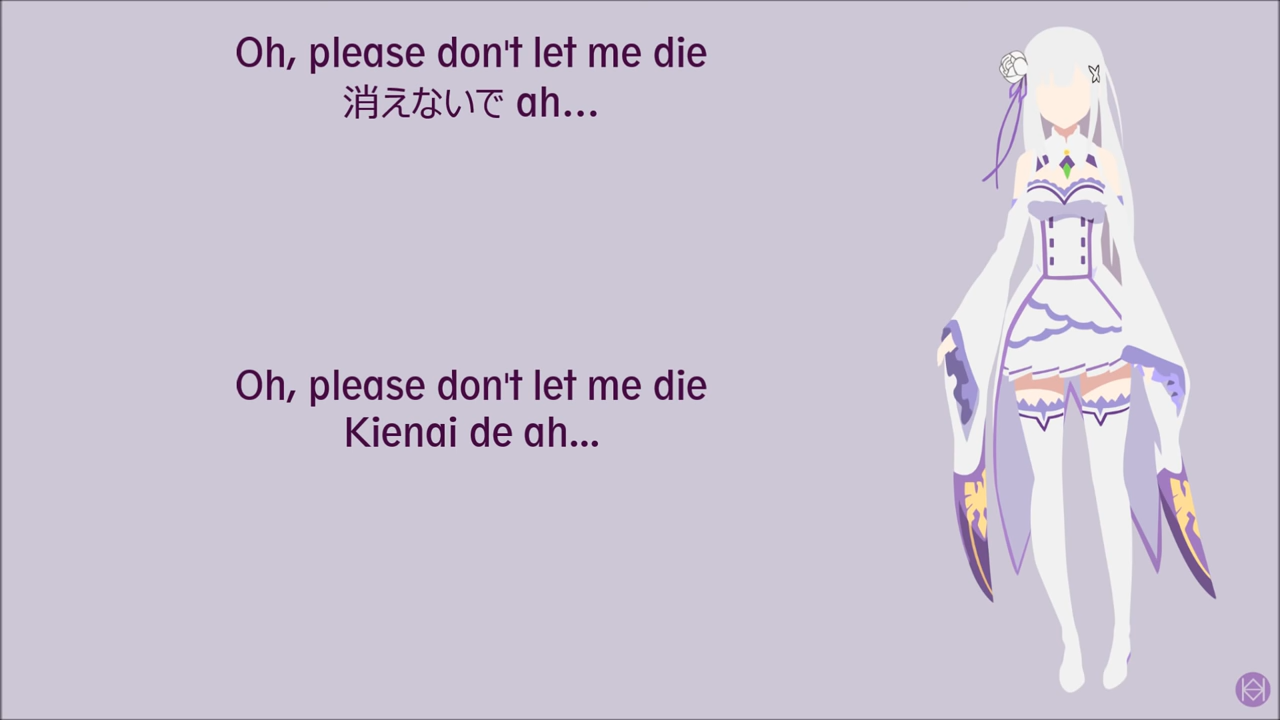 Oh, please don't let me die
消えないで ah...
Oh, please don't let me die
Kienai de ah...